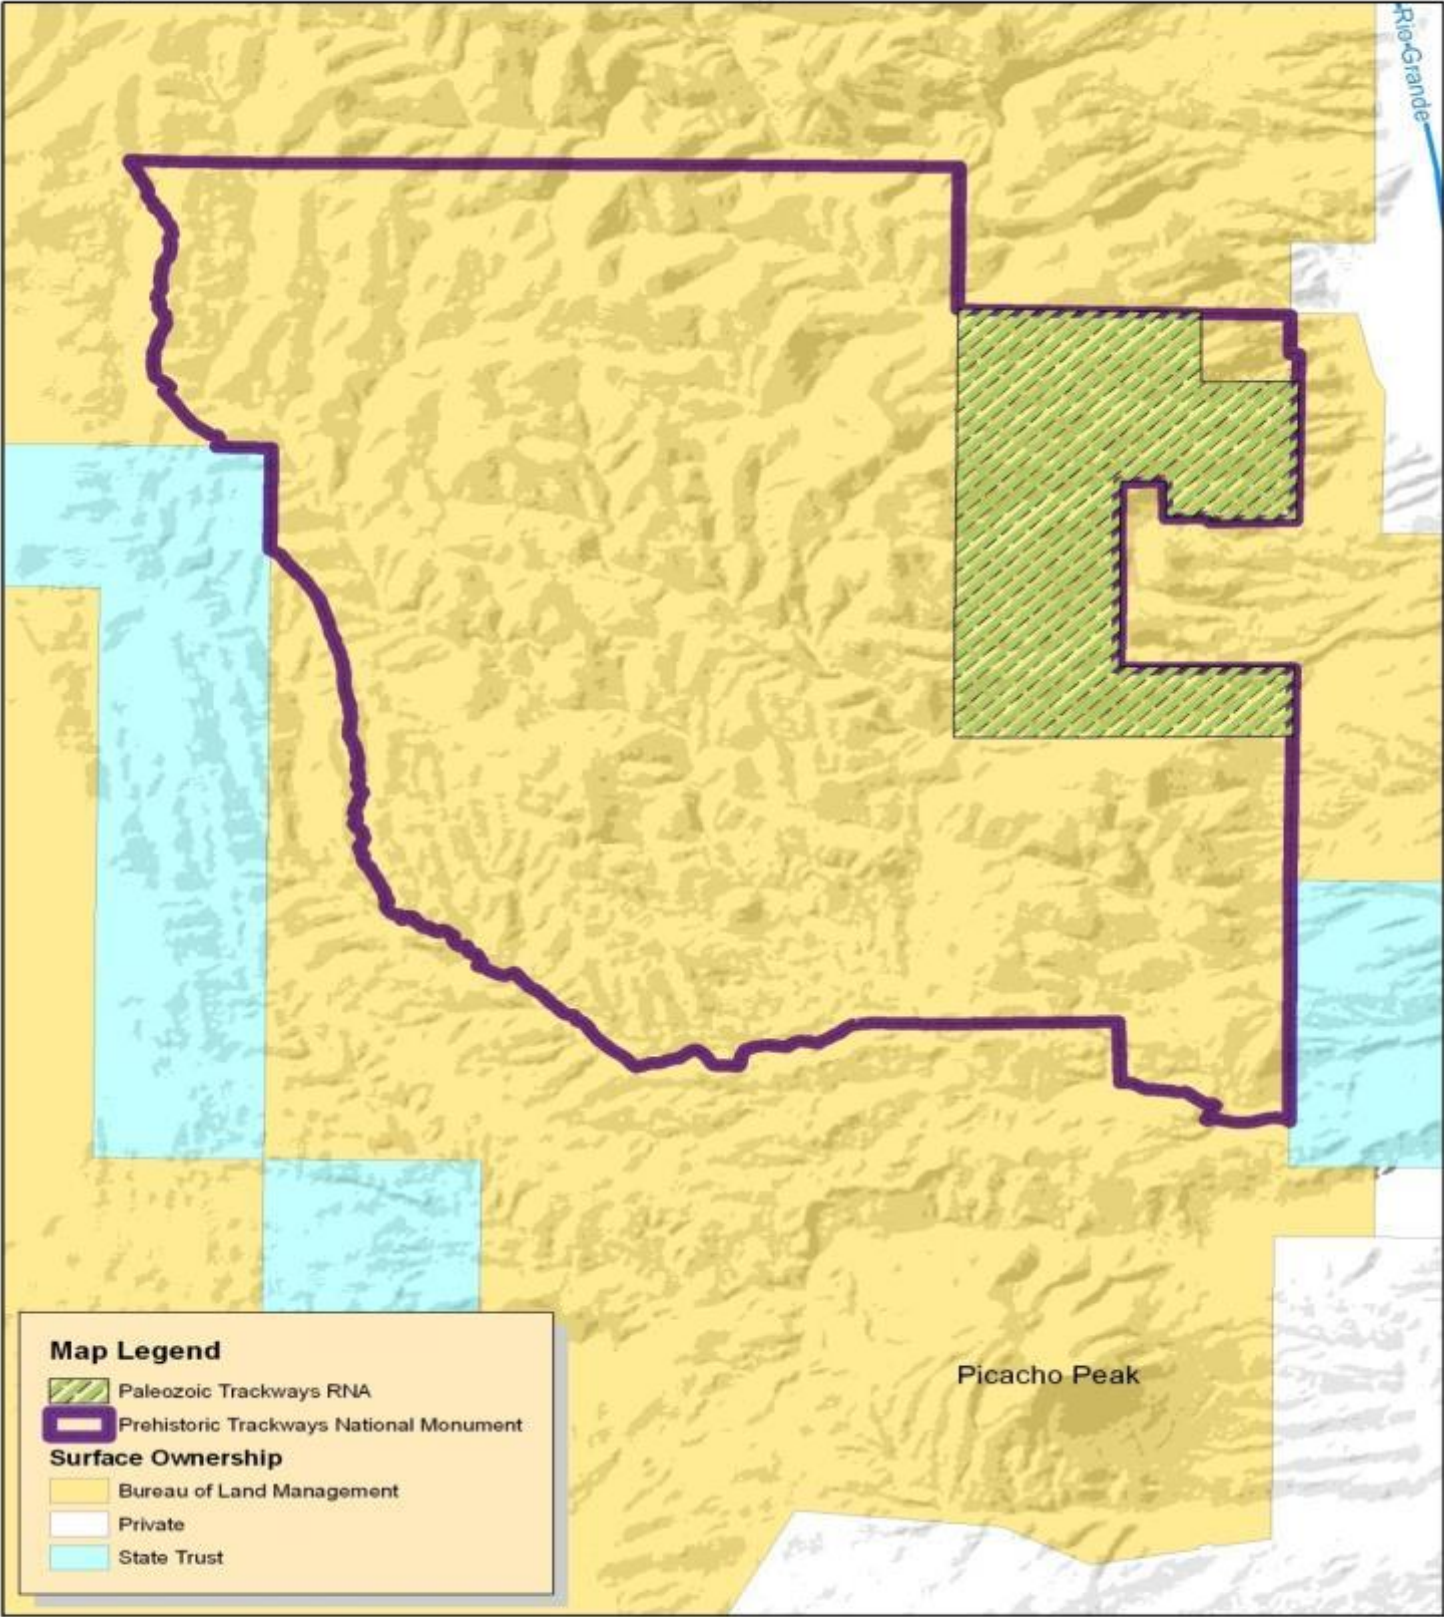 Rio Grande
Picacho Peak
Map Legend
Paleozoic Trackways RNA
Prehistoric Trackways National Monument
Surface Ownership
Bureau of Land Management
Private
State Trust